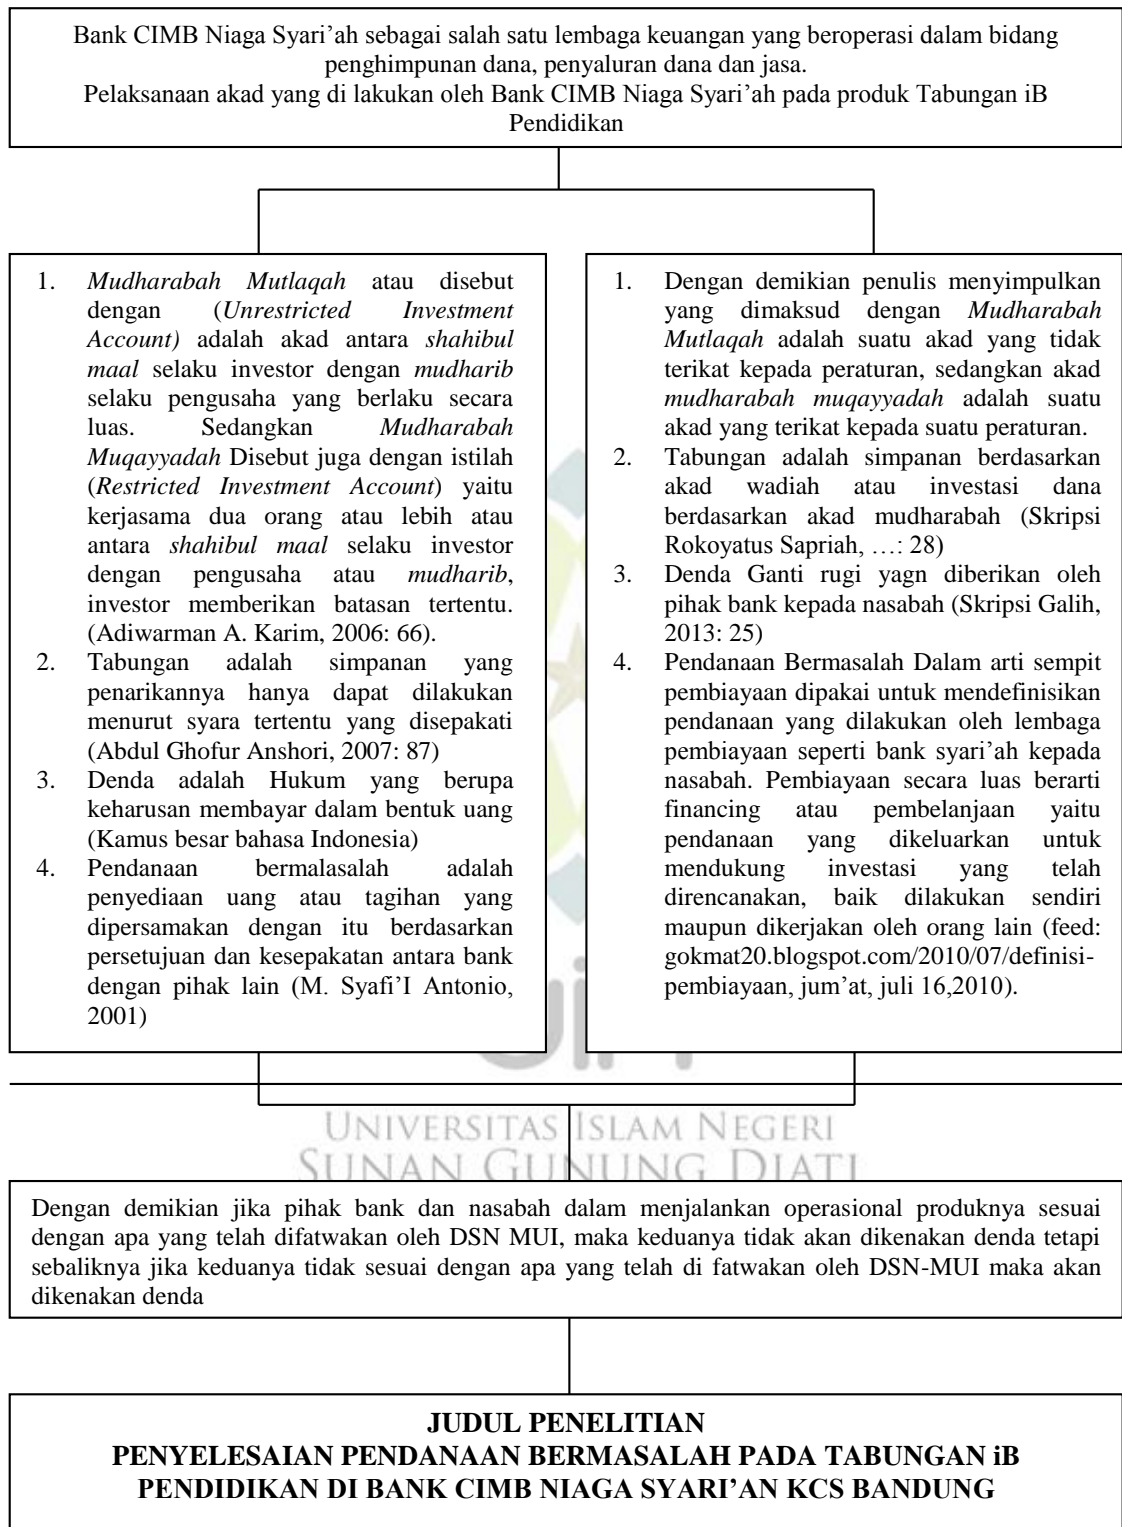 Bank CIMB Niaga Syari’ah sebagai salah satu lembaga keuangan yang beroperasi dalam bidang
penghimpunan dana, penyaluran dana dan jasa.
Pelaksanaan akad yang di lakukan oleh Bank CIMB Niaga Syari’ah pada produk Tabungan iB
Pendidikan
1. Mudharabah Mutlaqah atau disebut
dengan (Unrestricted Investment
Account) adalah akad antara shahibul
maal selaku investor dengan mudharib
selaku pengusaha yang berlaku secara
luas. Sedangkan Mudharabah
Muqayyadah Disebut juga dengan istilah
(Restricted Investment Account) yaitu
kerjasama dua orang atau lebih atau
antara shahibul maal selaku investor
dengan pengusaha atau mudharib,
investor memberikan batasan tertentu.
(Adiwarman A. Karim, 2006: 66).
2. Tabungan adalah simpanan yang
penarikannya hanya dapat dilakukan
menurut syara tertentu yang disepakati
(Abdul Ghofur Anshori, 2007: 87)
3. Denda adalah Hukum yang berupa
keharusan membayar dalam bentuk uang
(Kamus besar bahasa Indonesia)
4. Pendanaan bermalasalah adalah
penyediaan uang atau tagihan yang
dipersamakan dengan itu berdasarkan
persetujuan dan kesepakatan antara bank
dengan pihak lain (M. Syafi’I Antonio,
2001)
1. Dengan demikian penulis menyimpulkan
yang dimaksud dengan Mudharabah
Mutlaqah adalah suatu akad yang tidak
terikat kepada peraturan, sedangkan akad
mudharabah muqayyadah adalah suatu
akad yang terikat kepada suatu peraturan.
2. Tabungan adalah simpanan berdasarkan
akad wadiah atau investasi dana
berdasarkan akad mudharabah (Skripsi
Rokoyatus Sapriah, …: 28)
3. Denda Ganti rugi yagn diberikan oleh
pihak bank kepada nasabah (Skripsi Galih,
2013: 25)
4. Pendanaan Bermasalah Dalam arti sempit
pembiayaan dipakai untuk mendefinisikan
pendanaan yang dilakukan oleh lembaga
pembiayaan seperti bank syari’ah kepada
nasabah. Pembiayaan secara luas berarti
financing atau pembelanjaan yaitu
pendanaan yang dikeluarkan untuk
mendukung investasi yang telah
direncanakan, baik dilakukan sendiri
maupun dikerjakan oleh orang lain (feed:
gokmat20.blogspot.com/2010/07/definisi-
pembiayaan, jum’at, juli 16,2010).
UNIVERSITAS ISLAM NEGERI
SUNAN GUNUNG DJATI
Dengan demikian jika pihak bank dan nasabah dalam menjalankan operasional produknya sesuai
dengan apa yang telah difatwakan oleh DSN MUI, maka keduanya tidak akan dikenakan denda tetapi
sebaliknya jika keduanya tidak sesuai dengan apa yang telah di fatwakan oleh DSN-MUI maka akan
dikenakan denda
JUDUL PENELITIAN
PENYELESAIAN PENDANAAN BERMASALAH PADA TABUNGAN iB
PENDIDIKAN DI BANK CIMB NIAGA SYARI’AN KCS BANDUNG